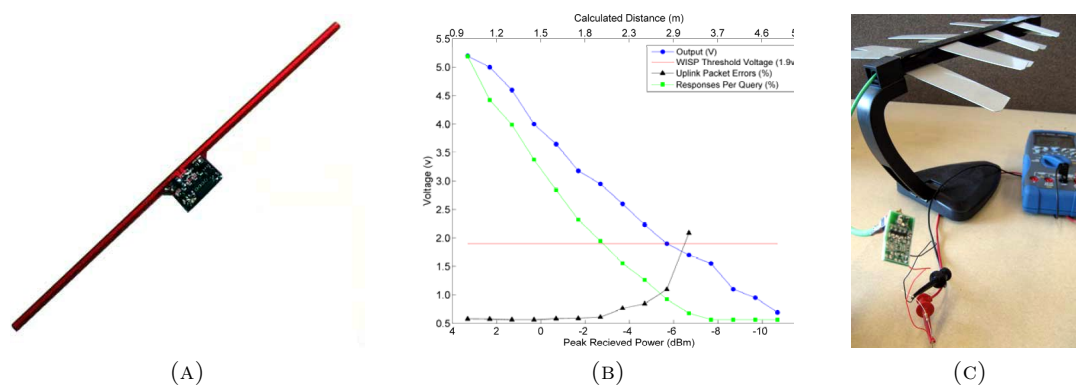 Calculated Distance (m)
0.9 1.2 1.5 1.8 2.3 2.9 3.7 4.6 5
5.5
5.0
4.5
4.0
3.5
3.0
2.5
2.0
1.5
1.0
0.5
Voltage (v)
Output (V)
WISP Threshold Voltage (1.9v
Uplink Packet Errors (%)
Responses Per Query (%)
4 2 0 -2 -4 -6 -8 -10
Peak Recieved Power (dBm)
(A) (B) (C)